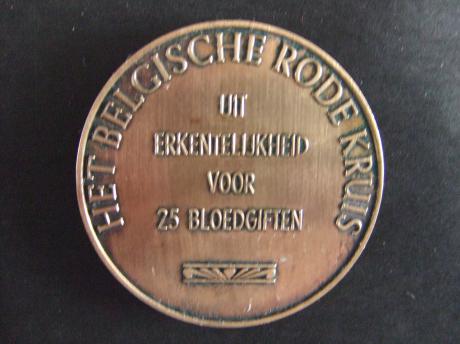 HET BELGISCHE RODE KRUIS
UIT
ERKENTELIJKHEID
VOOR
25 BLOEDGIFTEN